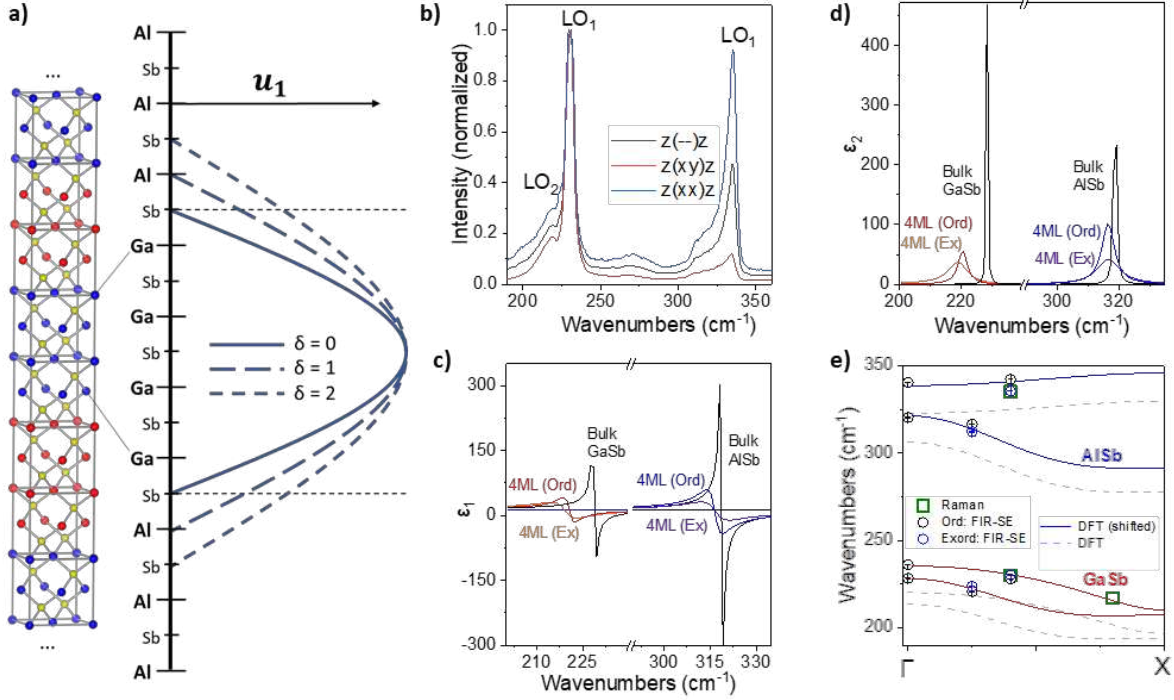 a)
...
...
Al
Sb
Al
Sb
Al
Sb
Ga
Sb
Ga
Sb
Ga
Sb
Ga
Sb
Al
Sb
Al
Sb
Al
u₁
δ = 0
δ = 1
δ = 2
b)
LO₁
LO₁
LO₂
z(--)z
z(xy)z
z(xx)z
Intensity (normalized)
1.0
0.8
0.6
0.4
0.2
0.0
200
250
300
350
Wavenumbers (cm⁻¹)
c)
300
150
0
-150
-300
ε₁
Bulk
GaSb
Bulk
AlSb
4ML (Ord)
4ML (Ord)
4ML (Ex)
4ML (Ex)
210
225
300
315
330
Wavenumbers (cm⁻¹)
d)
400
300
200
100
0
ε₂
Bulk
GaSb
Bulk
AlSb
4ML (Ord)
4ML (Ex)
4ML (Ord)
4ML (Ex)
200
220
300
320
Wavenumbers (cm⁻¹)
e)
350
300
250
200
Wavenumbers (cm⁻¹)
AlSb
Raman
Ord: FIR-SE
Exord: FIR-SE
DFT (shifted)
DFT
GaSb
Γ
X